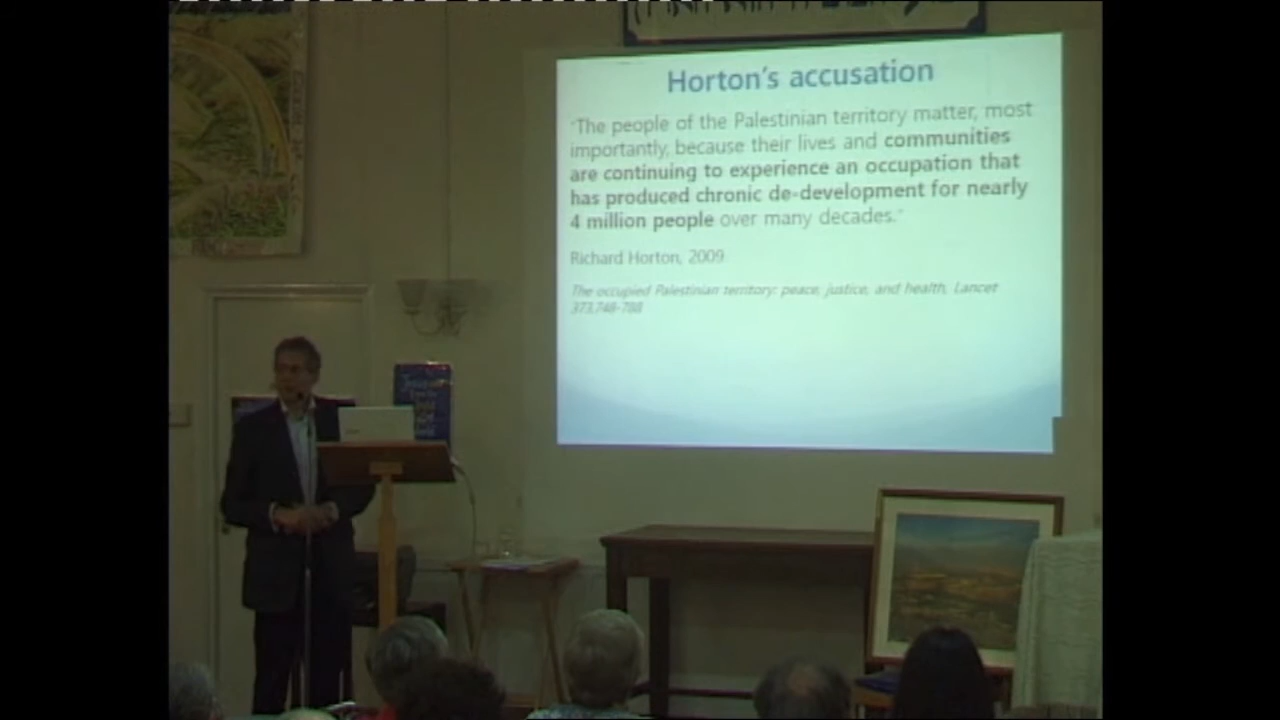 Horton's accusation
'The people of the Palestinian territory matter, most
importantly, because their lives and communities
are continuing to experience an occupation that
has produced chronic de-development for nearly
4 million people over many decades.'
Richard Horton, 2009
The occupied Palestinian territory: peace, justice, and health, Lancet
373,746-788